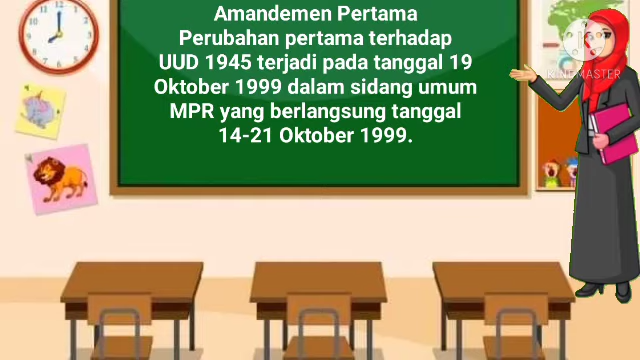 Amandemen Pertama
Perubahan pertama terhadap
UUD 1945 terjadi pada tanggal 19
Oktober 1999 dalam sidang umum
MPR yang berlangsung tanggal
14-21 Oktober 1999.
KINEMASTER